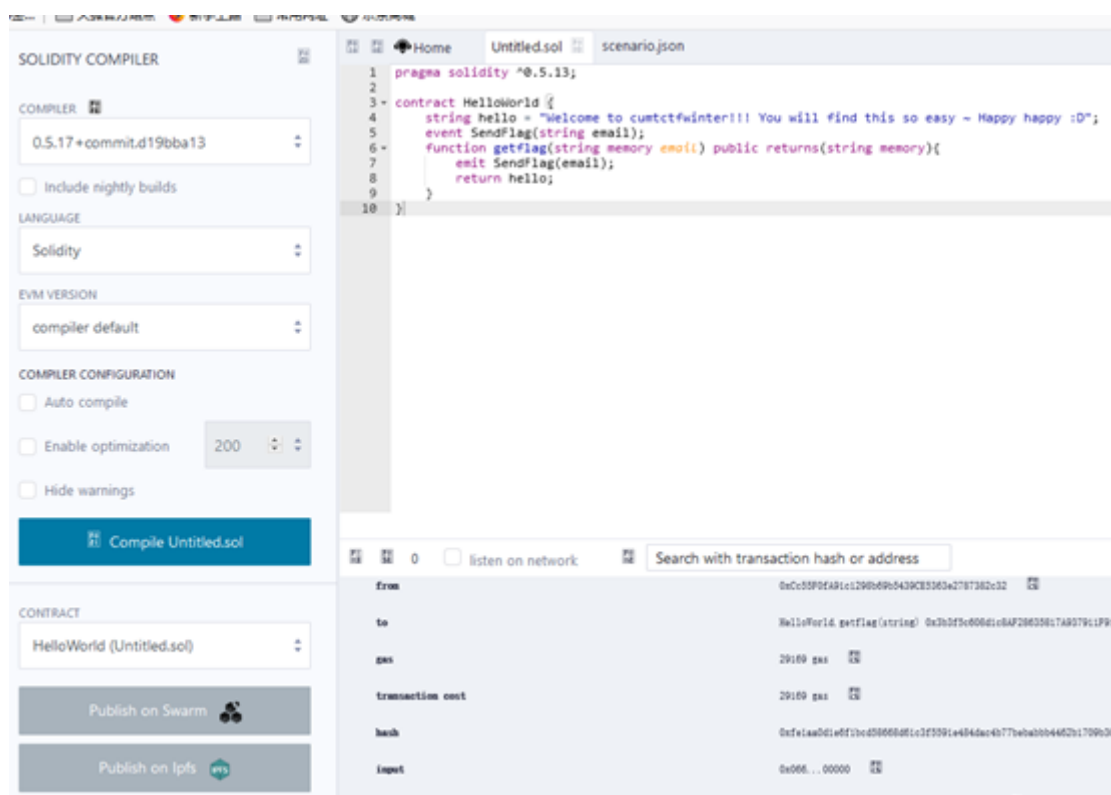 SOLIDITY COMPILER
COMPILER
0.5.17+commit.d19bba13
Include nightly builds
LANGUAGE
Solidity
EVM VERSION
compiler default
COMPILER CONFIGURATION
Auto compile
Enable optimization 200
Hide warnings
Compile Untitled.sol
CONTRACT
HelloWorld (Untitled.sol)
Publish on Swarm
Publish on Ipfs
Home Untitled.sol scenario.json
1 pragma solidity ^0.5.13;
2
3 contract HelloWorld {
4 string hello = "Welcome to cumtctfwinter!!! You will find this so easy ~ Happy happy :D";
5 event SendFlag(string email);
6 function getflag(string memory email) public returns(string memory){
7 emit SendFlag(email);
8 return hello;
9 }
10 }
0 listen on network Search with transaction hash or address
from
to HelloWorld.getflag(string)
gas 29169 gas
transaction cost 29169 gas
hash
input 0x066...00000